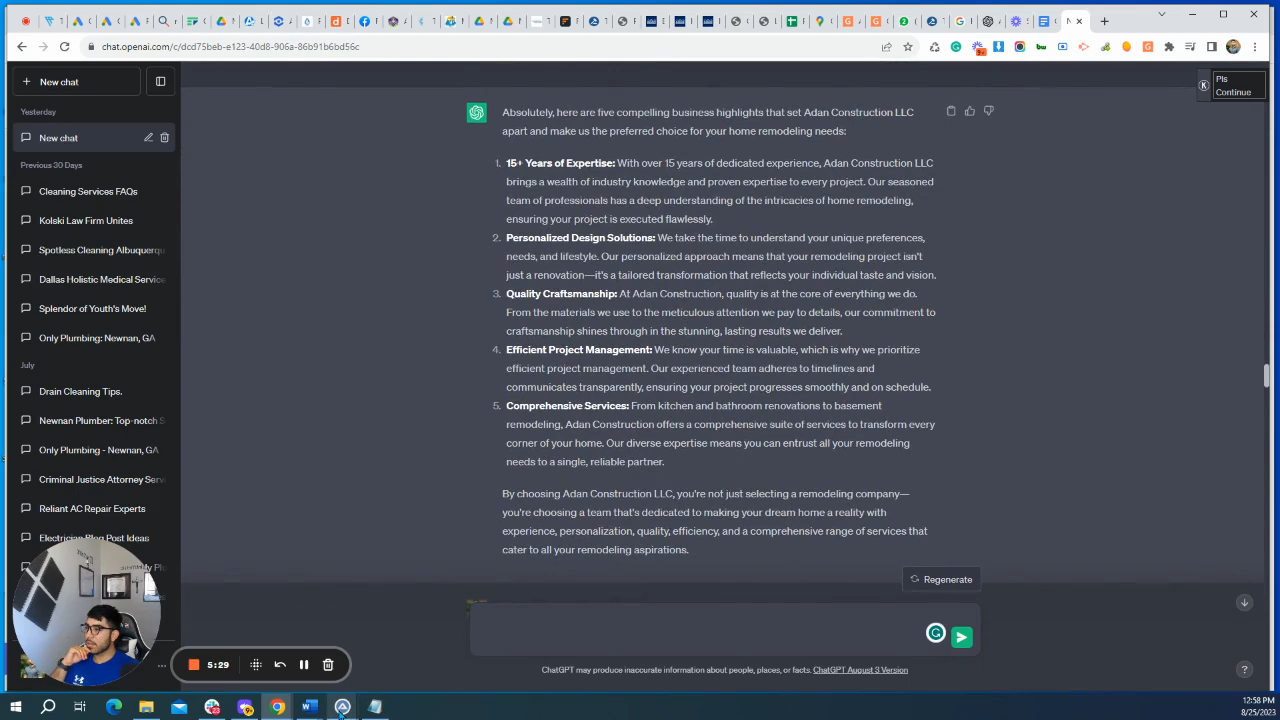 chat.openai.com/c/dcd75beb-e123-40d8-906a-86b91b6bd56c
New chat
Yesterday
New chat
Previous 30 Days
Cleaning Services FAQs
Kolski Law Firm Unites
Spotless Cleaning Albuquerqu
Dallas Holistic Medical Service
Splendor of Youth's Move!
Only Plumbing: Newnan, GA
July
Drain Cleaning Tips.
Newnan Plumber: Top-notch S
Only Plumbing - Newnan, GA
Criminal Justice Attorney Serv
Reliant AC Repair Experts
Electrician Blog Post Ideas
Pls
Continue
Absolutely, here are five compelling business highlights that set Adan Construction LLC
apart and make us the preferred choice for your home remodeling needs:
1. 15+ Years of Expertise: With over 15 years of dedicated experience, Adan Construction LLC
brings a wealth of industry knowledge and proven expertise to every project. Our seasoned
team of professionals has a deep understanding of the intricacies of home remodeling,
ensuring your project is executed flawlessly.
2. Personalized Design Solutions: We take the time to understand your unique preferences,
needs, and lifestyle. Our personalized approach means that your remodeling project isn't
just a renovation—it's a tailored transformation that reflects your individual taste and vision.
3. Quality Craftsmanship: At Adan Construction, quality is at the core of everything we do.
From the materials we use to the meticulous attention we pay to details, our commitment to
craftsmanship shines through in the stunning, lasting results we deliver.
4. Efficient Project Management: We know your time is valuable, which is why we prioritize
efficient project management. Our experienced team adheres to timelines and
communicates transparently, ensuring your project progresses smoothly and on schedule.
5. Comprehensive Services: From kitchen and bathroom renovations to basement
remodeling, Adan Construction offers a comprehensive suite of services to transform every
corner of your home. Our diverse expertise means you can entrust all your remodeling
needs to a single, reliable partner.
By choosing Adan Construction LLC, you're not just selecting a remodeling company—
you're choosing a team that's dedicated to making your dream home a reality with
experience, personalization, quality, efficiency, and a comprehensive range of services that
cater to all your remodeling aspirations.
Regenerate
ChatGPT may produce inaccurate information about people, places, or facts. ChatGPT August 3 Version
5:29
12:58 PM
8/25/2023